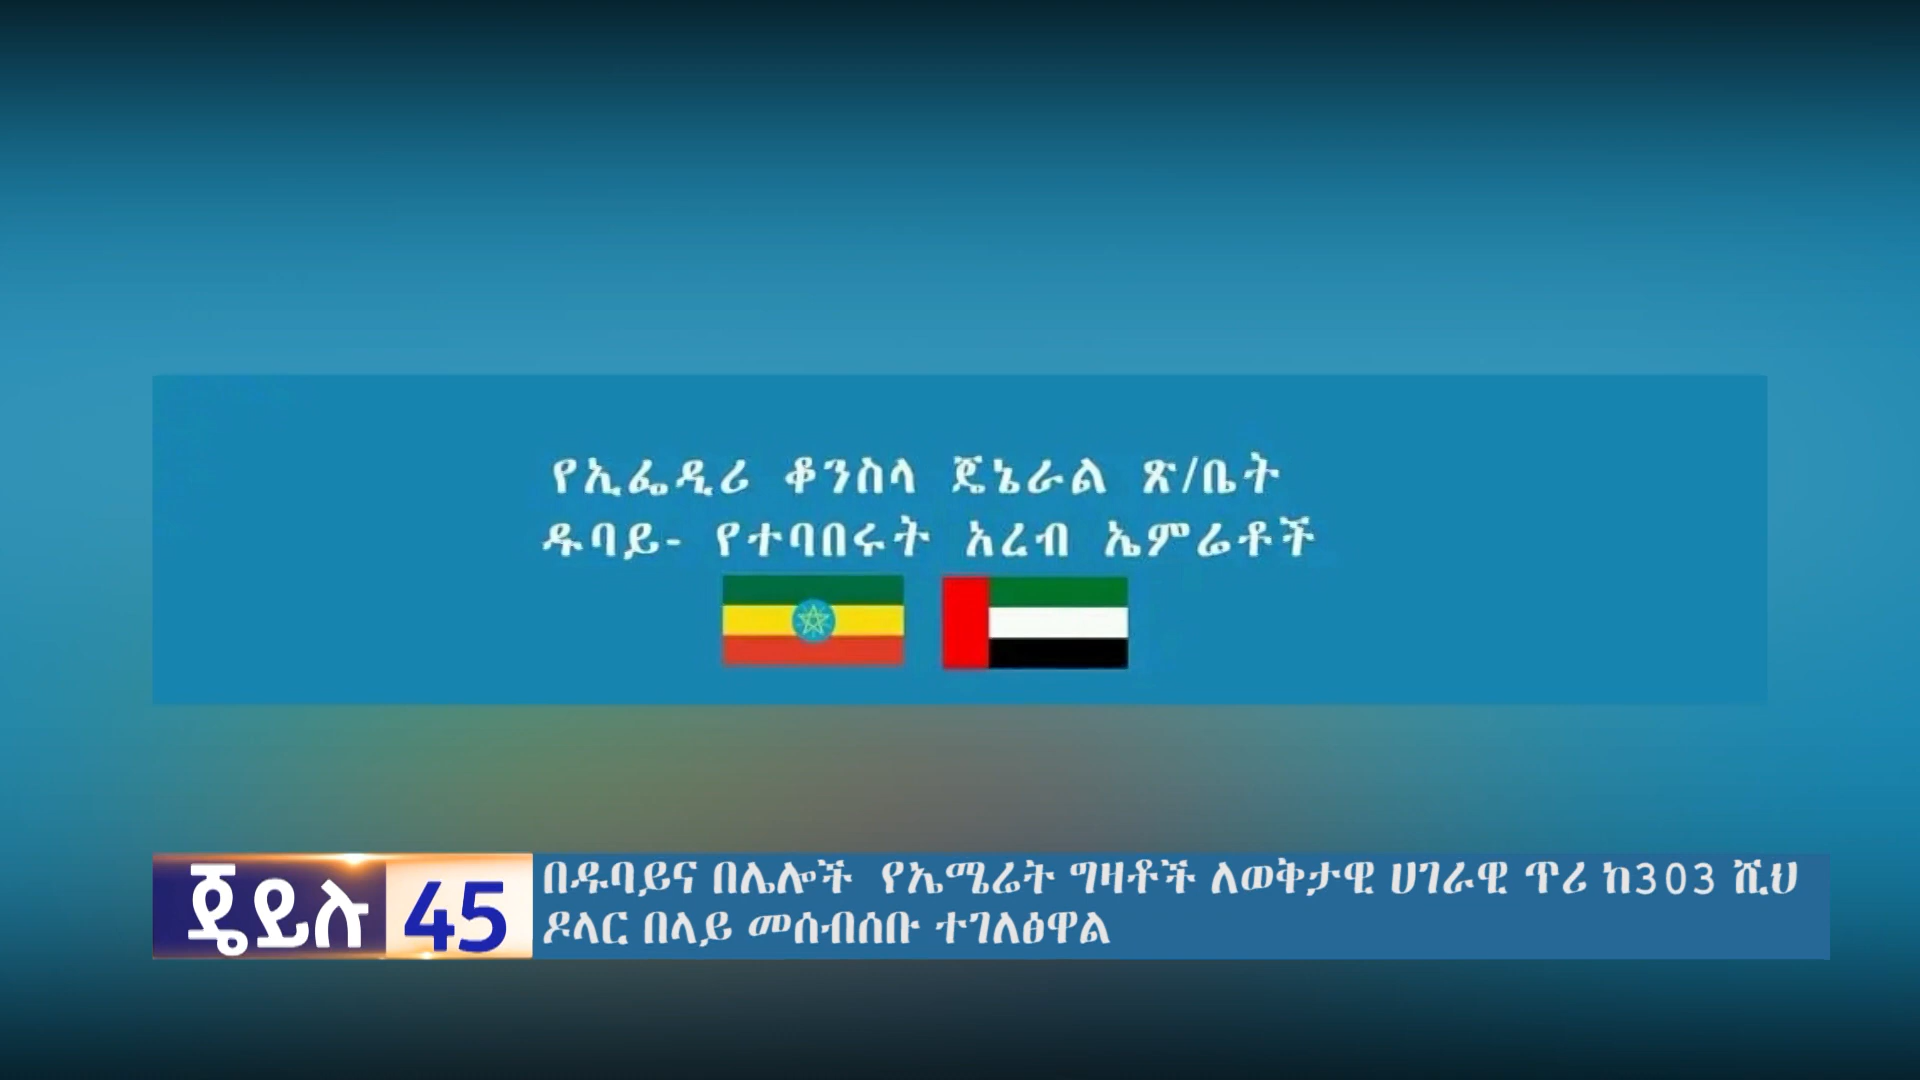 የኢፌዲሪ ቆንስላ ጄኔራል ጽ/ቤት
ዱባይ- የተባበሩት አረብ ኤምሬቶች
ጄይሉ 45
በዱባይና በሌሎች የኤሜሬት ግዛቶች ለወቅታዊ ሀገራዊ ጥሪ ከ303 ሺህ
ዶላር በላይ መሰብሰቡ ተገለፅዋል